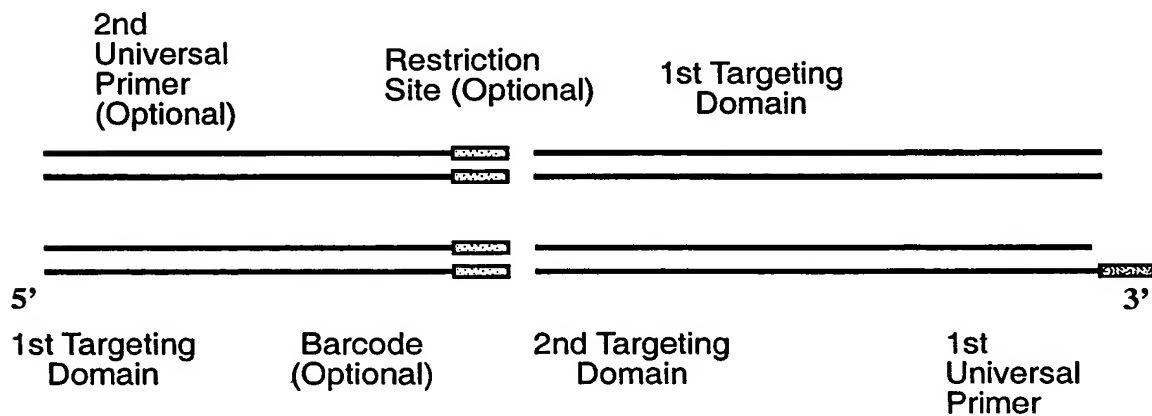 2nd
Universal
Primer
(Optional)
Restriction
Site (Optional)
1st Targeting
Domain
5’
3’
1st Targeting
Domain
Barcode
(Optional)
2nd Targeting
Domain
1st
Universal
Primer